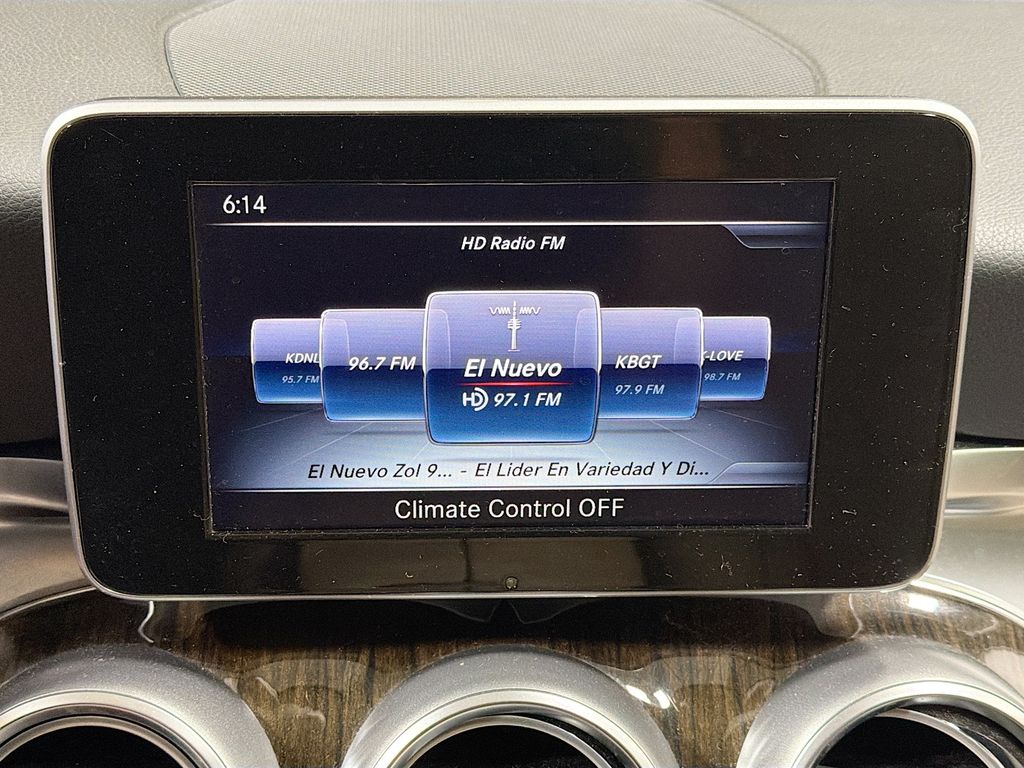 6:14
HD Radio FM
KDNL
95.7 FM
96.7 FM
El Nuevo
HD 97.1 FM
KBGT
97.9 FM
-LOVE
98.7 FM
El Nuevo Zol 9... - El Lider En Variedad Y Di...
Climate Control OFF